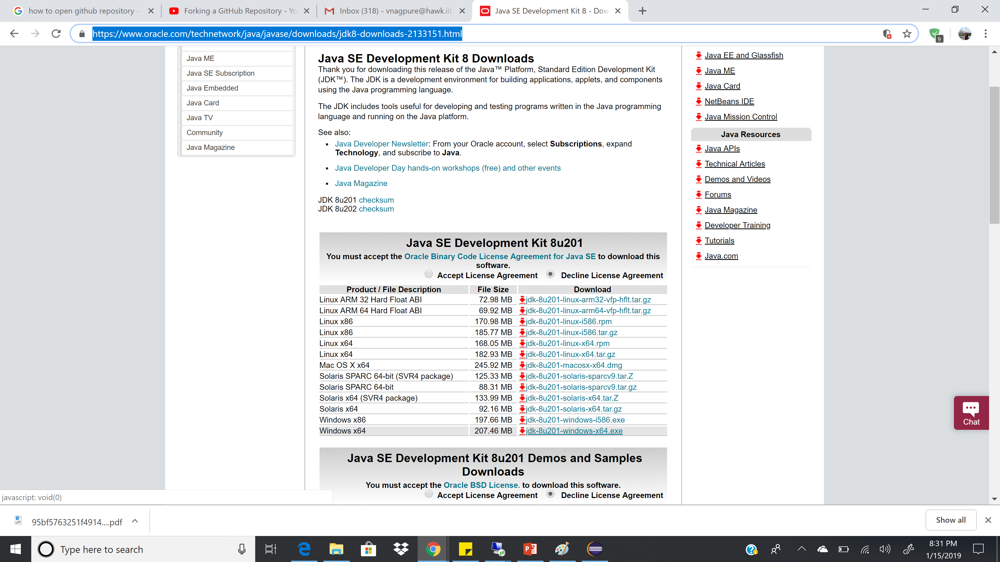 how to open github repository -
Forking a GitHub Repository - Yo
Inbox (318) - vnagpure@hawk.iit.
Java SE Development Kit 8 - Dow
https://www.oracle.com/technetwork/java/javase/downloads/jdk8-downloads-2133151.html
9
Java ME
Java SE Subscription
Java Embedded
Java Card
Java TV
Community
Java Magazine
Java SE Development Kit 8 Downloads
Thank you for downloading this release of the Java™ Platform, Standard Edition Development Kit
(JDK™). The JDK is a development environment for building applications, applets, and components
using the Java programming language.
The JDK includes tools useful for developing and testing programs written in the Java programming
language and running on the Java platform.
See also:
Java Developer Newsletter: From your Oracle account, select Subscriptions, expand
Technology, and subscribe to Java.
Java Developer Day hands-on workshops (free) and other events
Java Magazine
JDK 8u201 checksum
JDK 8u202 checksum
Java SE Development Kit 8u201
You must accept the Oracle Binary Code License Agreement for Java SE to download this
software.
Accept License Agreement Decline License Agreement
Product / File Description File Size Download
Linux ARM 32 Hard Float ABI 72.98 MB jdk-8u201-linux-arm32-vfp-hflt.tar.gz
Linux ARM 64 Hard Float ABI 69.92 MB jdk-8u201-linux-arm64-vfp-hflt.tar.gz
Linux x86 170.98 MB jdk-8u201-linux-i586.rpm
Linux x86 185.77 MB jdk-8u201-linux-i586.tar.gz
Linux x64 168.05 MB jdk-8u201-linux-x64.rpm
Linux x64 182.93 MB jdk-8u201-linux-x64.tar.gz
Mac OS X x64 245.92 MB jdk-8u201-macosx-x64.dmg
Solaris SPARC 64-bit (SVR4 package) 125.33 MB jdk-8u201-solaris-sparcv9.tar.Z
Solaris SPARC 64-bit 88.31 MB jdk-8u201-solaris-sparcv9.tar.gz
Solaris x64 (SVR4 package) 133.99 MB jdk-8u201-solaris-x64.tar.Z
Solaris x64 92.16 MB jdk-8u201-solaris-x64.tar.gz
Windows x86 197.66 MB jdk-8u201-windows-i586.exe
Windows x64 207.46 MB jdk-8u201-windows-x64.exe
Java SE Development Kit 8u201 Demos and Samples
Downloads
You must accept the Oracle BSD License. to download this software.
Accept License Agreement Decline License Agreement
Java EE and Glassfish
Java ME
Java Card
NetBeans IDE
Java Mission Control
Java Resources
Java APIs
Technical Articles
Demos and Videos
Forums
Java Magazine
Developer Training
Tutorials
Java.com
Chat
javascript: void(0)
95bf5763251f4914....pdf
Show all
Type here to search
8:31 PM
1/15/2019